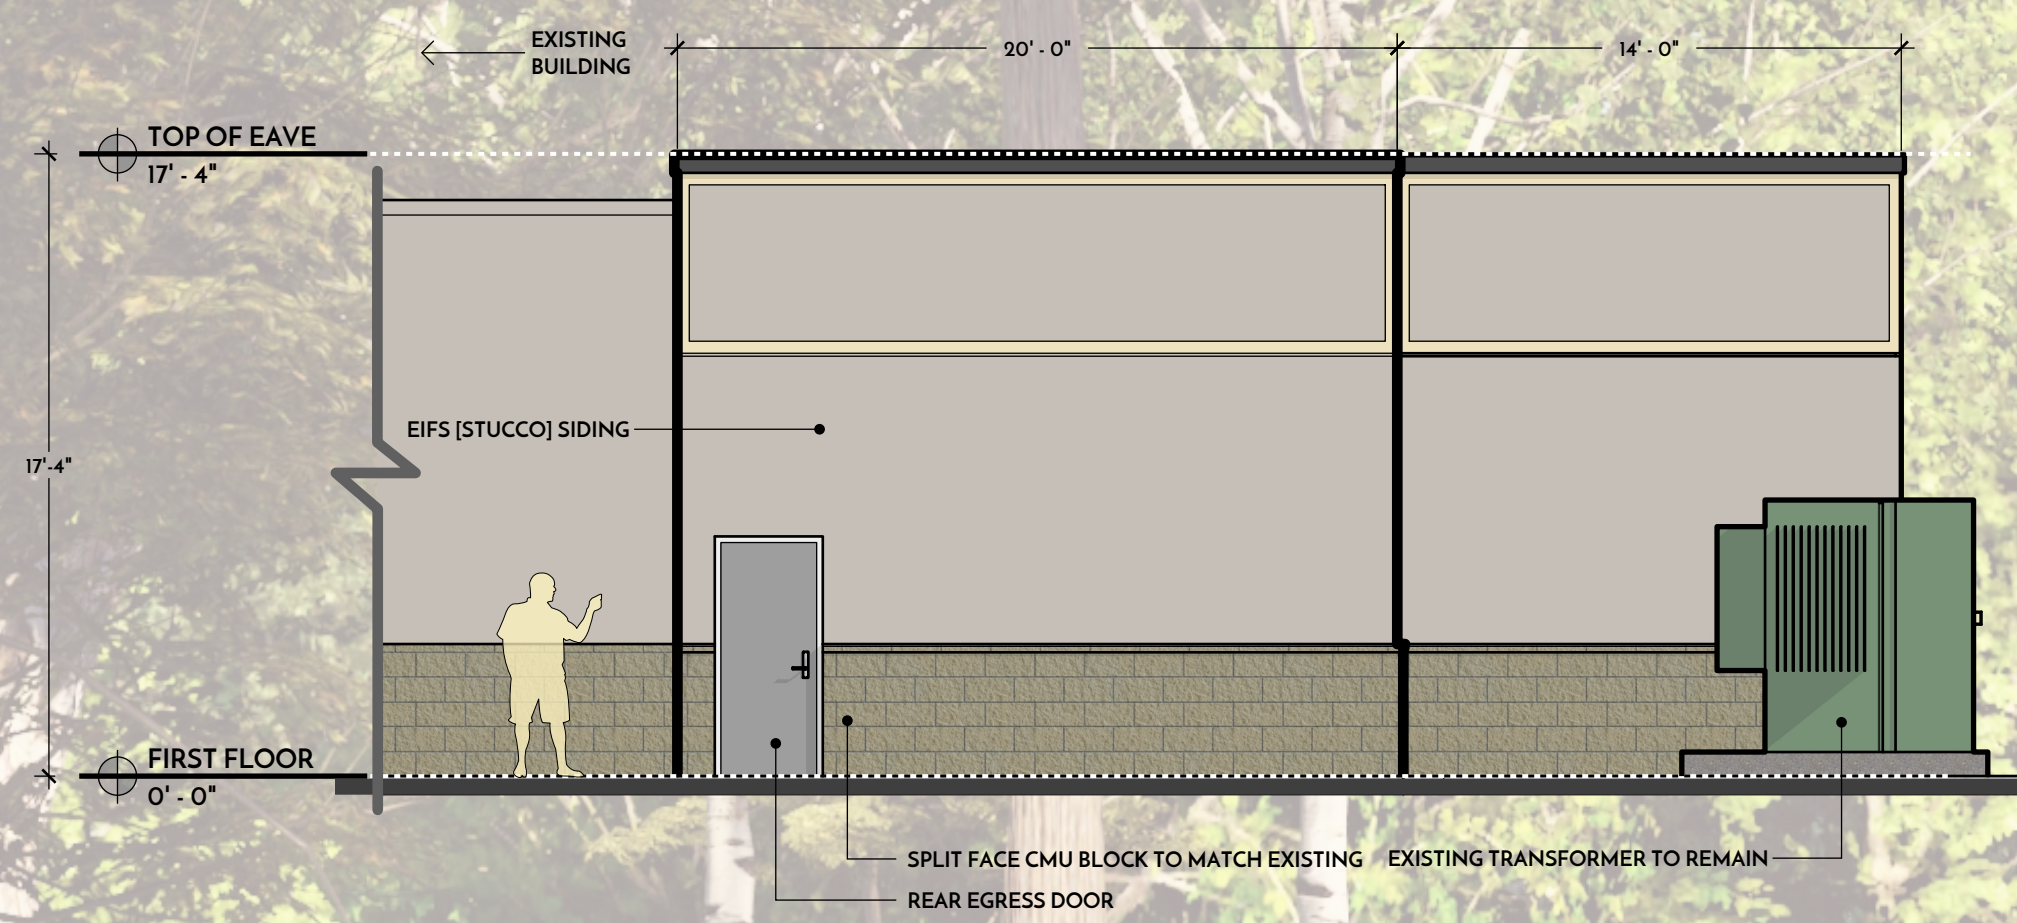 EXISTING
BUILDING
20' - 0"
14' - 0"
TOP OF EAVE
17' - 4"
EIFS [STUCCO] SIDING
17'-4"
FIRST FLOOR
0' - 0"
SPLIT FACE CMU BLOCK TO MATCH EXISTING
EXISTING TRANSFORMER TO REMAIN
REAR EGRESS DOOR